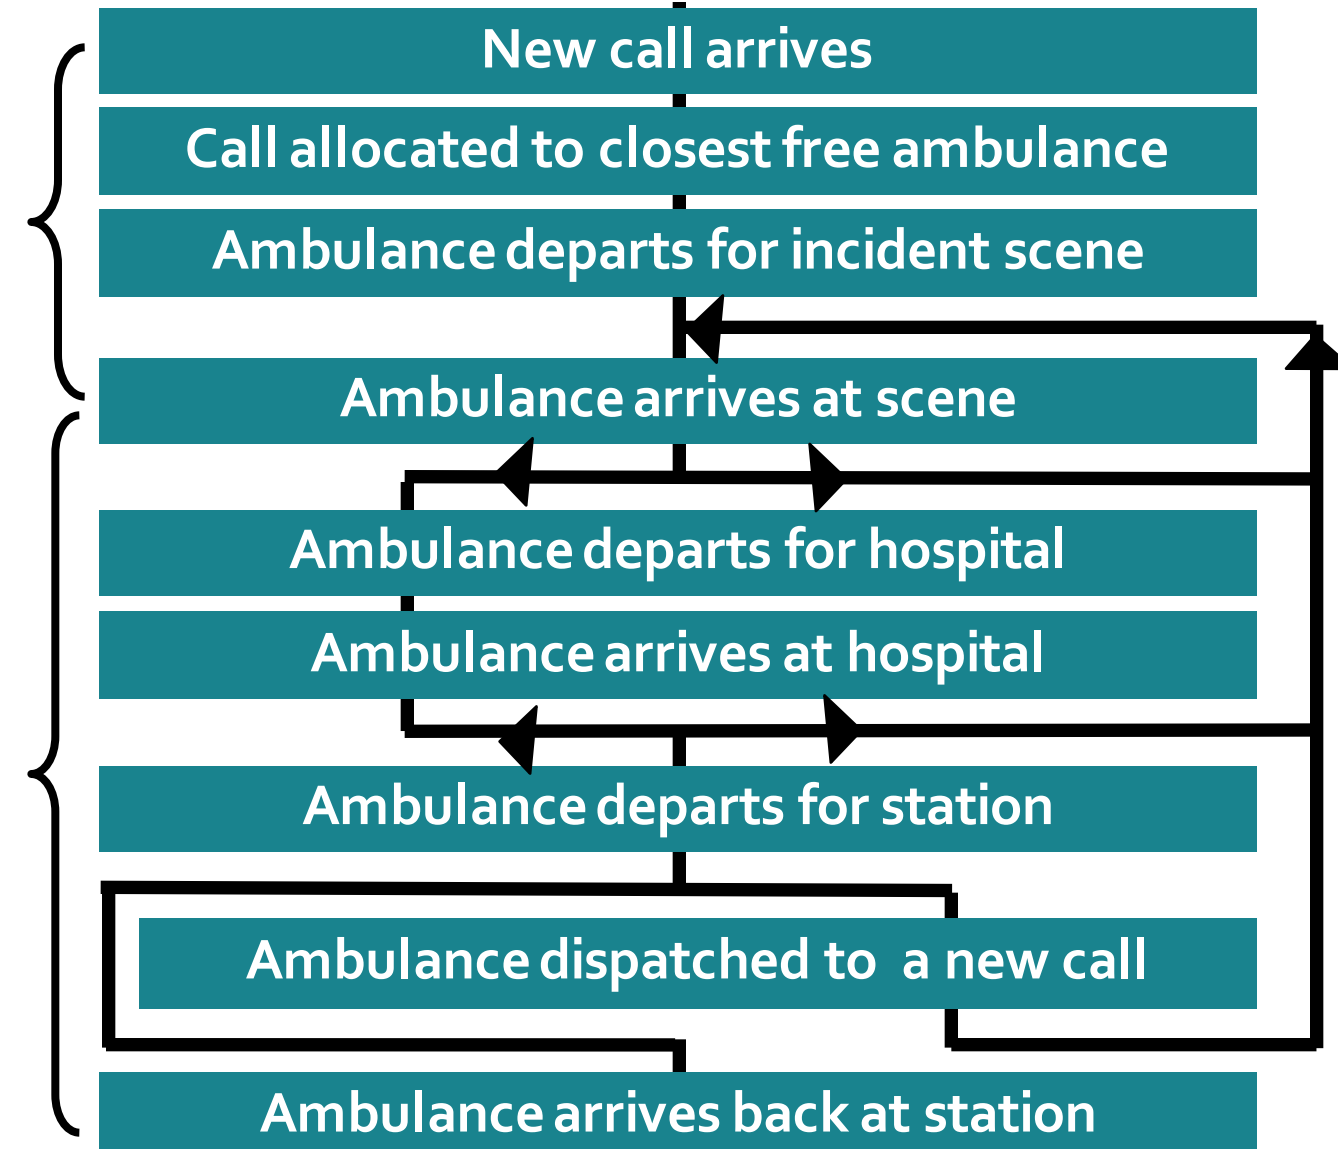 New call arrives
Call allocated to closest free ambulance
Ambulance departs for incident scene
Ambulance arrives at scene
Ambulance departs for hospital
Ambulance arrives at hospital
Ambulance departs for station
Ambulance dispatched to a new call
Ambulance arrives back at station